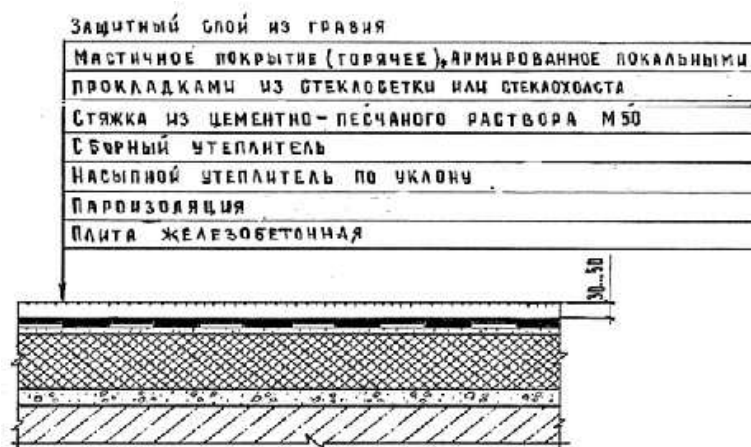 Защитный слой из гравия
Мастичное покрытие (горячее), армированное локальными
прокладками из стеклосетки или стеклохолста
Стяжка из цементно-песчаного раствора М 50
Сборный утеплитель
Насыпной утеплитель по уклону
Пароизоляция
Плита железобетонная
30...50